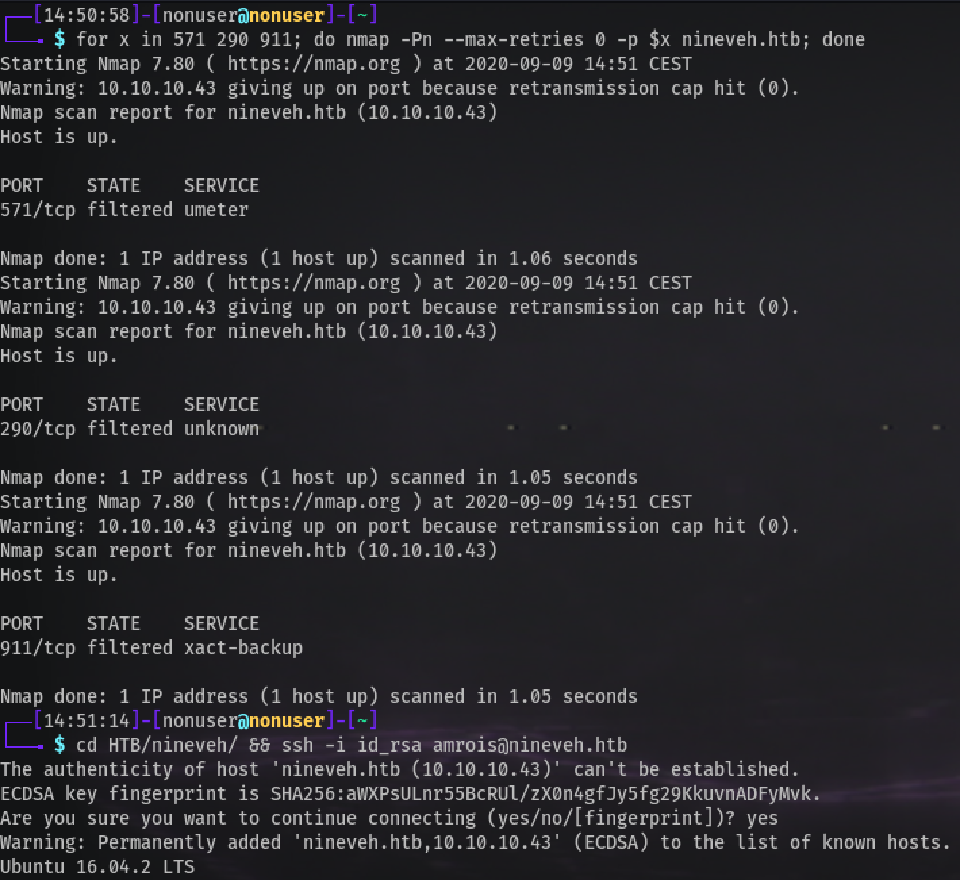 [14:50:58]-[nonuser@nonuser]-[~]
$ for x in 571 290 911; do nmap -Pn --max-retries 0 -p $x nineveh.htb; done
Starting Nmap 7.80 ( https://nmap.org ) at 2020-09-09 14:51 CEST
Warning: 10.10.10.43 giving up on port because retransmission cap hit (0).
Nmap scan report for nineveh.htb (10.10.10.43)
Host is up.
PORT    STATE    SERVICE
571/tcp filtered umeter
Nmap done: 1 IP address (1 host up) scanned in 1.06 seconds
Starting Nmap 7.80 ( https://nmap.org ) at 2020-09-09 14:51 CEST
Warning: 10.10.10.43 giving up on port because retransmission cap hit (0).
Nmap scan report for nineveh.htb (10.10.10.43)
Host is up.
PORT    STATE    SERVICE
290/tcp filtered unknown
Nmap done: 1 IP address (1 host up) scanned in 1.05 seconds
Starting Nmap 7.80 ( https://nmap.org ) at 2020-09-09 14:51 CEST
Warning: 10.10.10.43 giving up on port because retransmission cap hit (0).
Nmap scan report for nineveh.htb (10.10.10.43)
Host is up.
PORT    STATE    SERVICE
911/tcp filtered xact-backup
Nmap done: 1 IP address (1 host up) scanned in 1.05 seconds
[14:51:14]-[nonuser@nonuser]-[~]
$ cd HTB/nineveh/ && ssh -i id_rsa amrois@nineveh.htb
The authenticity of host 'nineveh.htb (10.10.10.43)' can't be established.
ECDSA key fingerprint is SHA256:aWXPsULnr55BcRUl/zX0n4gfJy5fg29KkuvnADFyMvk.
Are you sure you want to continue connecting (yes/no/[fingerprint])? yes
Warning: Permanently added 'nineveh.htb,10.10.10.43' (ECDSA) to the list of known hosts.
Ubuntu 16.04.2 LTS